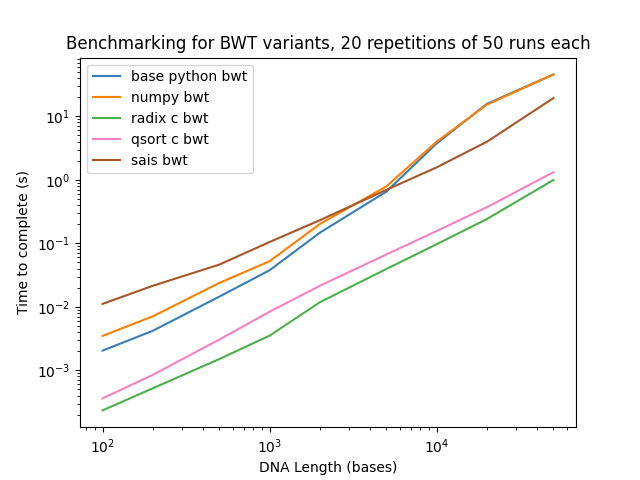 Benchmarking for BWT variants, 20 repetitions of 50 runs each
base python bwt
numpy bwt
radix c bwt
qsort c bwt
sais bwt
Time to complete (s)
10¹
10⁰
10⁻¹
10⁻²
10⁻³
10² 10³ 10⁴
DNA Length (bases)